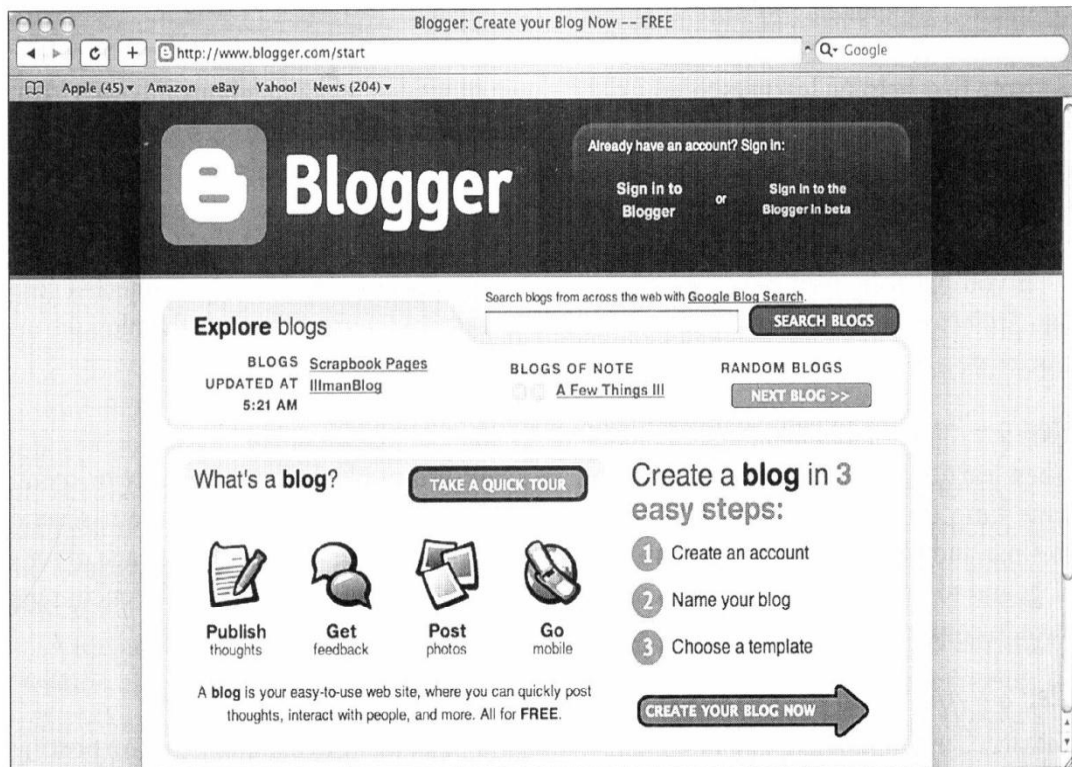 Blogger: Create your Blog Now -- FREE
http://www.blogger.com/start
Google
Apple (45)
Amazon
eBay
Yahoo!
News (204)
Blogger
Already have an account? Sign in:
Sign in to
Blogger
or
Sign in to the
Blogger in beta
Search blogs from across the web with Google Blog Search.
SEARCH BLOGS
Explore blogs
BLOGS
UPDATED AT
5:21 AM
Scrapbook Pages
IllmanBlog
BLOGS OF NOTE
A Few Things Ill
RANDOM BLOGS
NEXT BLOG >>
What's a blog?
TAKE A QUICK TOUR
Publish
thoughts
Get
feedback
Post
photos
Go
mobile
A blog is your easy-to-use web site, where you can quickly post
thoughts, interact with people, and more. All for FREE.
Create a blog in 3
easy steps:
1 Create an account
2 Name your blog
3 Choose a template
CREATE YOUR BLOG NOW